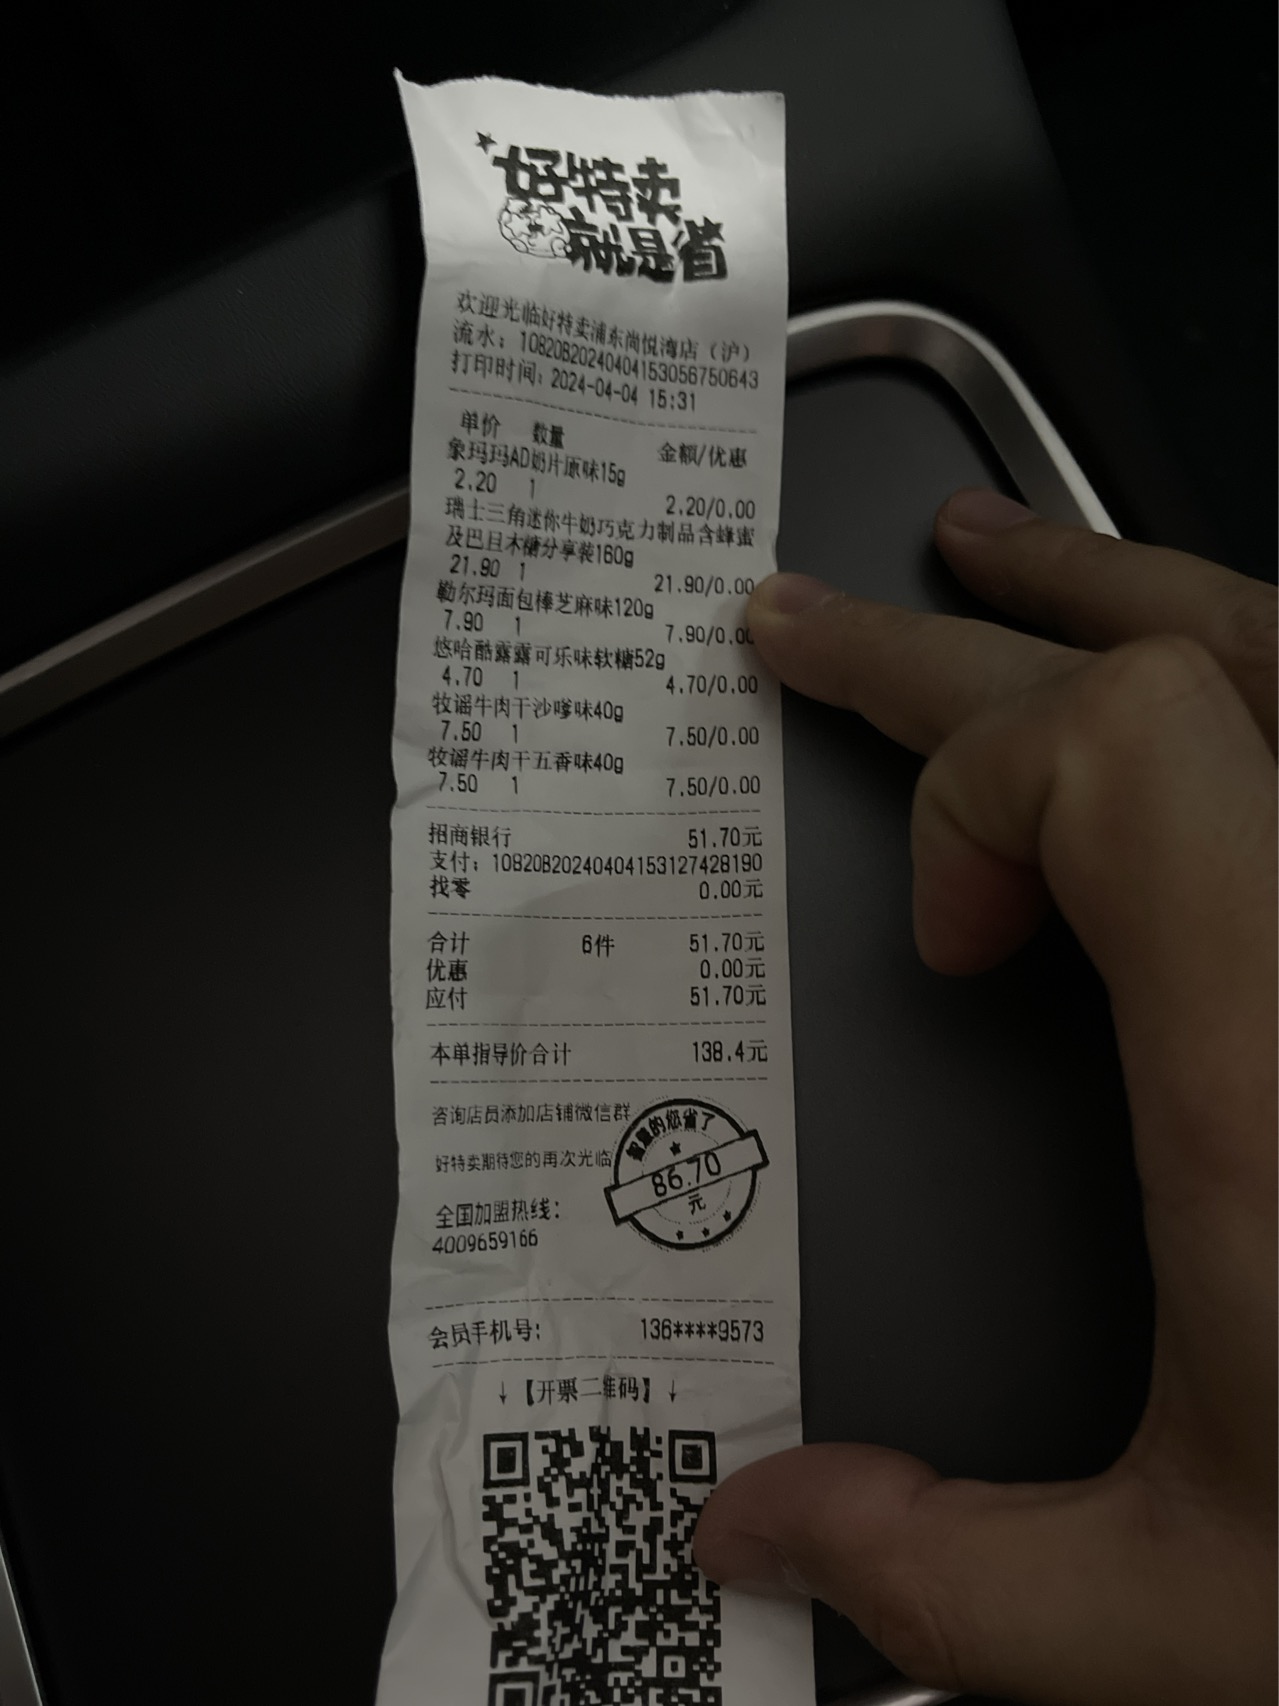 好特卖
就是省
欢迎光临好特卖浦东尚悦湾店（沪）
流水：108208202404041530567506​43
打印时间：2024-04-04 15:31
单价 数量 金额/优惠
象玛玛AD奶片原味15g
2.20 1 2.20/0.00
瑞士三角迷你牛奶巧克力制品含蜂蜜
及巴旦木糖分享装160g
21.90 1 21.90/0.00
勒尔玛面包棒芝麻味120g
7.90 1 7.90/0.00
悠哈酷露露可乐味软糖52g
4.70 1 4.70/0.00
牧谣牛肉干沙嗲味40g
7.50 1 7.50/0.00
牧谣牛肉干五香味40g
7.50 1 7.50/0.00
招商银行 51.70元
支付：10820B20240404153127428190
找零 0.00元
合计 6件 51.70元
优惠 0.00元
应付 51.70元
本单指导价合计 138.4元
咨询店员添加店铺微信群
智慧的您省了
86.70
元
好特卖期待您的再次光临
全国加盟热线：
4009659166
会员手机号： 136****9573
↓【开票二维码】↓